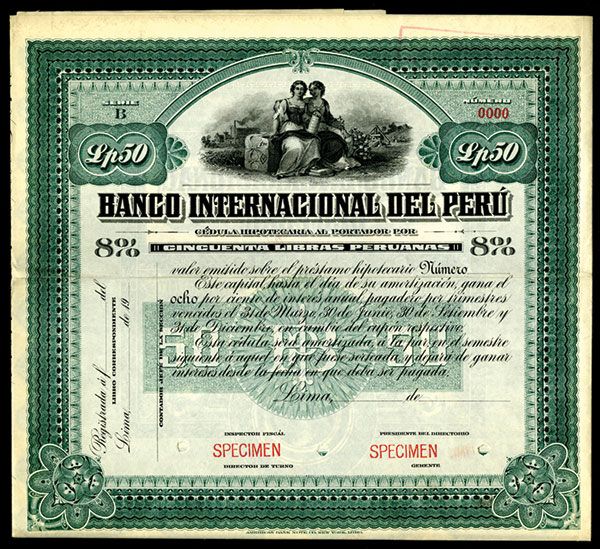 SERIE
B
NÚMERO
0000
Lp50
Lp50
BANCO INTERNACIONAL DEL PERÚ
CÉDULA HIPOTECARIA AL PORTADOR POR
8% CINCUENTA LIBRAS PERUANAS 8%
valor emitido sobre el préstamo hipotecario Número
Este capital, hasta el día de su amortización, gana el
ocho por ciento de interés anual pagadero por trimestres
vencidos el 31 de Marzo, 30 de Junio, 30 de Setiembre y
31 de Diciembre, en cambio del cupón respectivo.
Esta cédula será amortizada, a la par, en el semestre
siguiente á aquel en que fuese sorteada, y dejará de ganar
intereses desde la fecha en que deba ser pagada.
Lima, de
Registrada á f. del
LIBRO CORRESPONDIENTE
Lima, de 19
CONTADOR JEFE DE LA SECCIÓN
INSPECTOR FISCAL
SPECIMEN
DIRECTOR DE TURNO
PRESIDENTE DEL DIRECTORIO
SPECIMEN
GERENTE
AMERICAN BANK NOTE CO. NEW YORK.